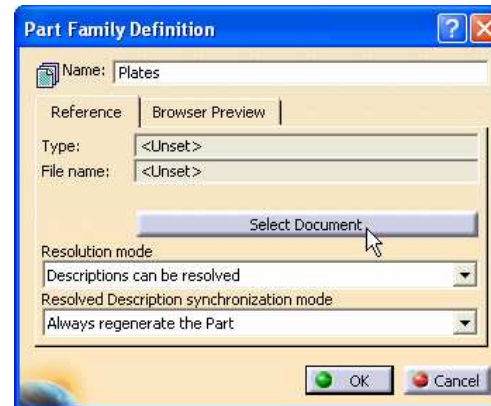 Part Family Definition
Name: Plates
Reference Browser Preview
Type: <Unset>
File name: <Unset>
Select Document
Resolution mode
Descriptions can be resolved
Resolved Description synchronization mode
Always regenerate the Part
OK Cancel